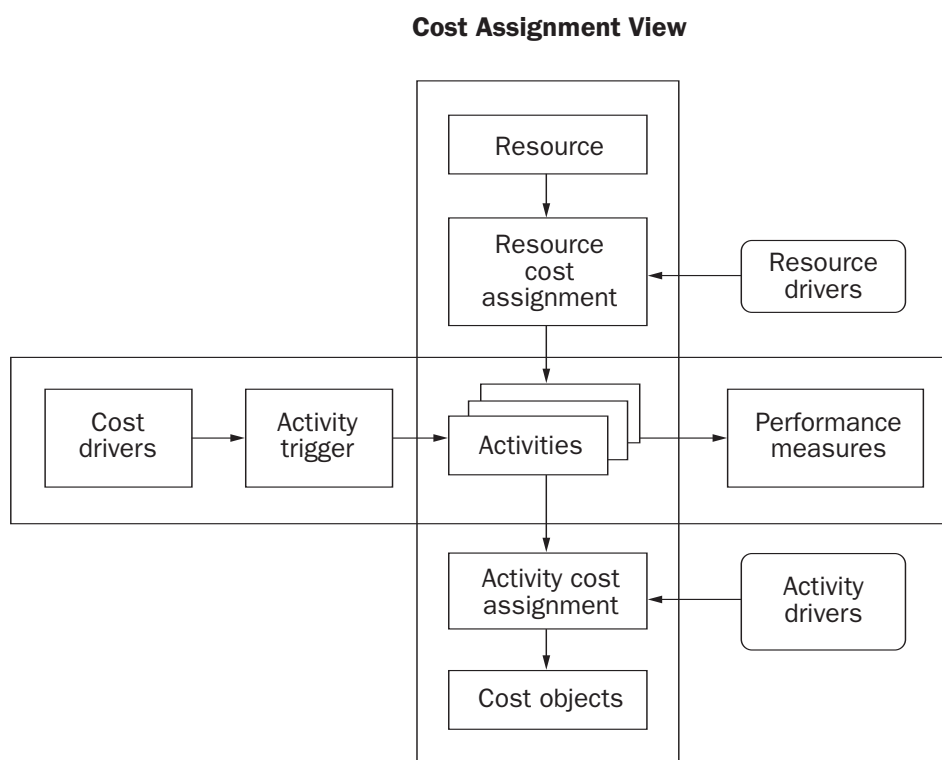 Cost Assignment View
Resource
Resource
cost
assignment
Resource
drivers
Cost
drivers
Activity
trigger
Activities
Performance
measures
Activity cost
assignment
Activity
drivers
Cost objects